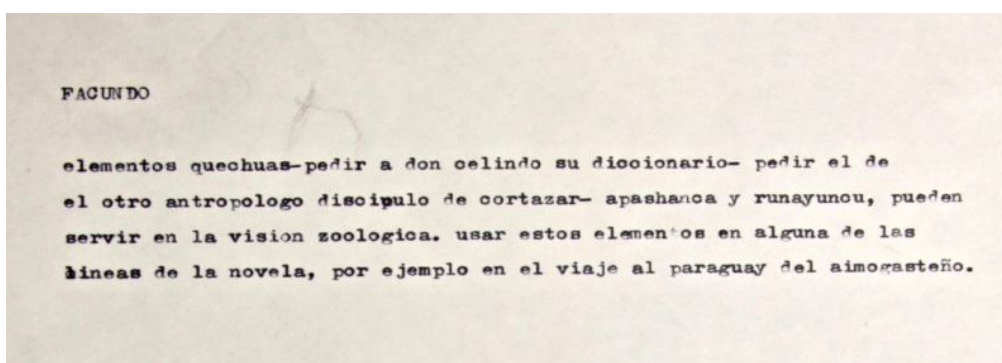 FACUNDO
elementos quechuas-pedir a don celindo su diccionario- pedir el de
el otro antropologo discipulo de cortazar- apashanca y runayuncu, pueden
servir en la vision zoologica. usar estos elementos en alguna de las
lineas de la novela, por ejemplo en el viaje al paraguay del aimogasteño.